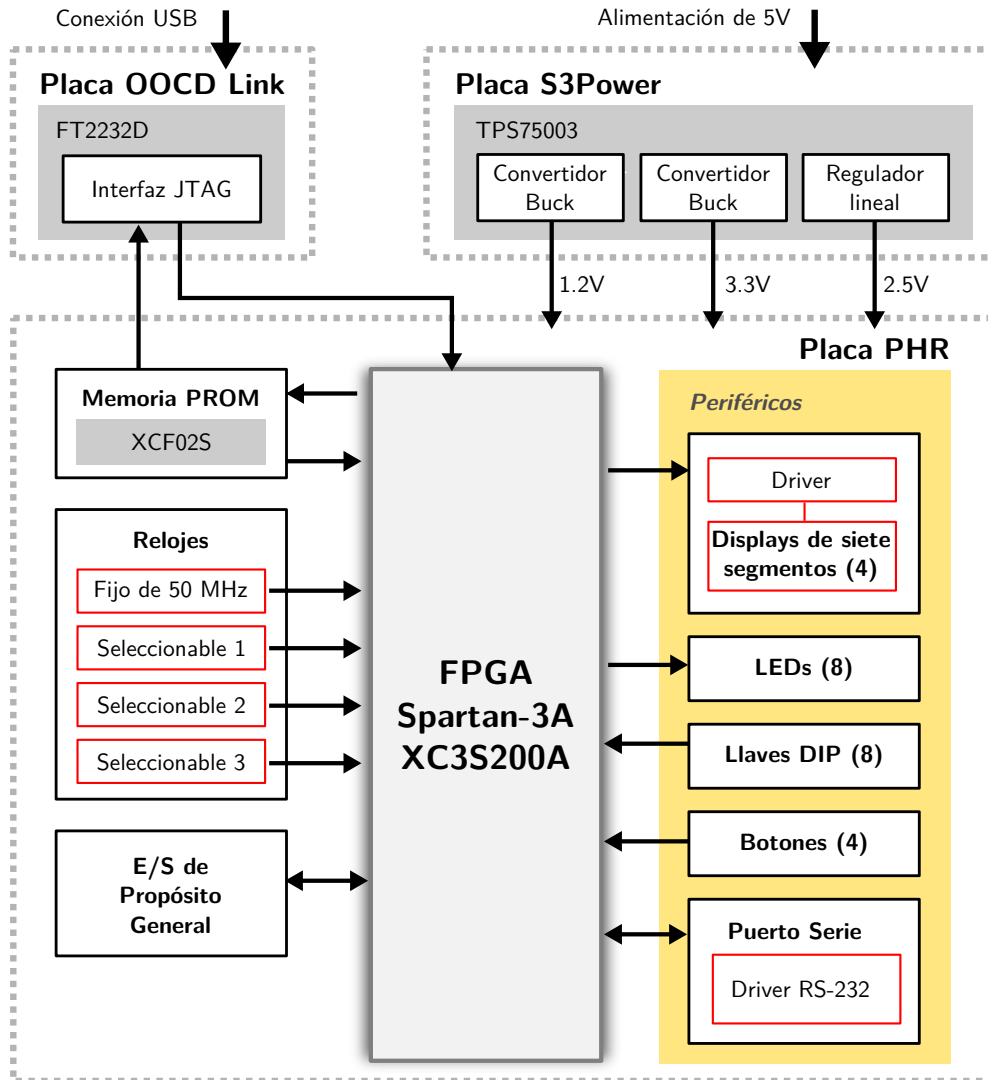 Conexión USB
Alimentación de 5V
Placa OOCD Link
FT2232D
Interfaz JTAG
Placa S3Power
TPS75003
Convertidor
Buck
Convertidor
Buck
Regulador
lineal
1.2V
3.3V
2.5V
Placa PHR
Memoria PROM
XCF02S
Relojes
Fijo de 50 MHz
Seleccionable 1
Seleccionable 2
Seleccionable 3
E/S de
Propósito
General
FPGA
Spartan-3A
XC3S200A
Periféricos
Driver
Displays de siete
segmentos (4)
LEDs (8)
Llaves DIP (8)
Botones (4)
Puerto Serie
Driver RS-232